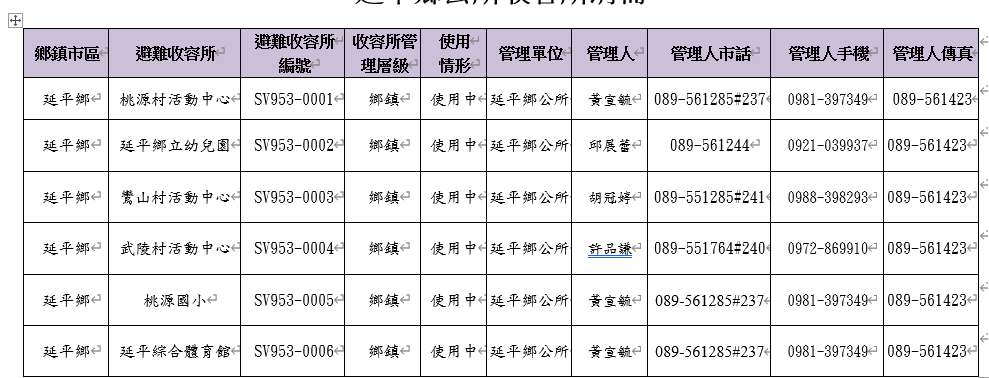 鄉鎮市區 避難收容所 避難收容所編號 收容所管理層級 使用情形 管理單位 管理人 管理人市話 管理人手機 管理人傳真
延平鄉 桃源村活動中心 SV953-0001 鄉鎮 使用中 延平鄉公所 黃宣毓 089-561285#237 0981-397349 089-561423
延平鄉 延平鄉立幼兒園 SV953-0002 鄉鎮 使用中 延平鄉公所 邱展蕾 089-561244 0921-039937 089-561423
延平鄉 鸞山村活動中心 SV953-0003 鄉鎮 使用中 延平鄉公所 胡冠婷 089-551285#241 0988-398293 089-561423
延平鄉 武陵村活動中心 SV953-0004 鄉鎮 使用中 延平鄉公所 許品謙 089-551764#240 0972-869910 089-561423
延平鄉 桃源國小 SV953-0005 鄉鎮 使用中 延平鄉公所 黃宣毓 089-561285#237 0981-397349 089-561423
延平鄉 延平綜合體育館 SV953-0006 鄉鎮 使用中 延平鄉公所 黃宣毓 089-561285#237 0981-397349 089-561423